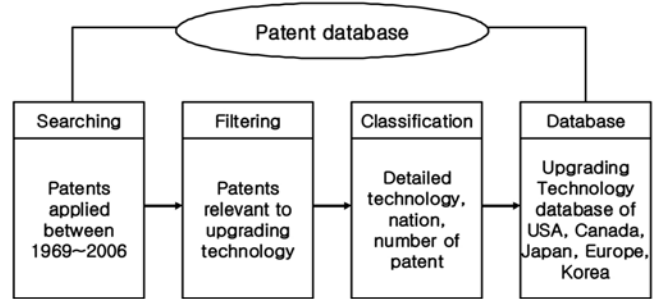 Patent database
Searching
Patents
applied
between
1969~2006
Filtering
Patents
relevant to
upgrading
technology
Classification
Detailed
technology,
nation,
number of
patent
Database
Upgrading
Technology
database of
USA, Canada,
Japan, Europe,
Korea